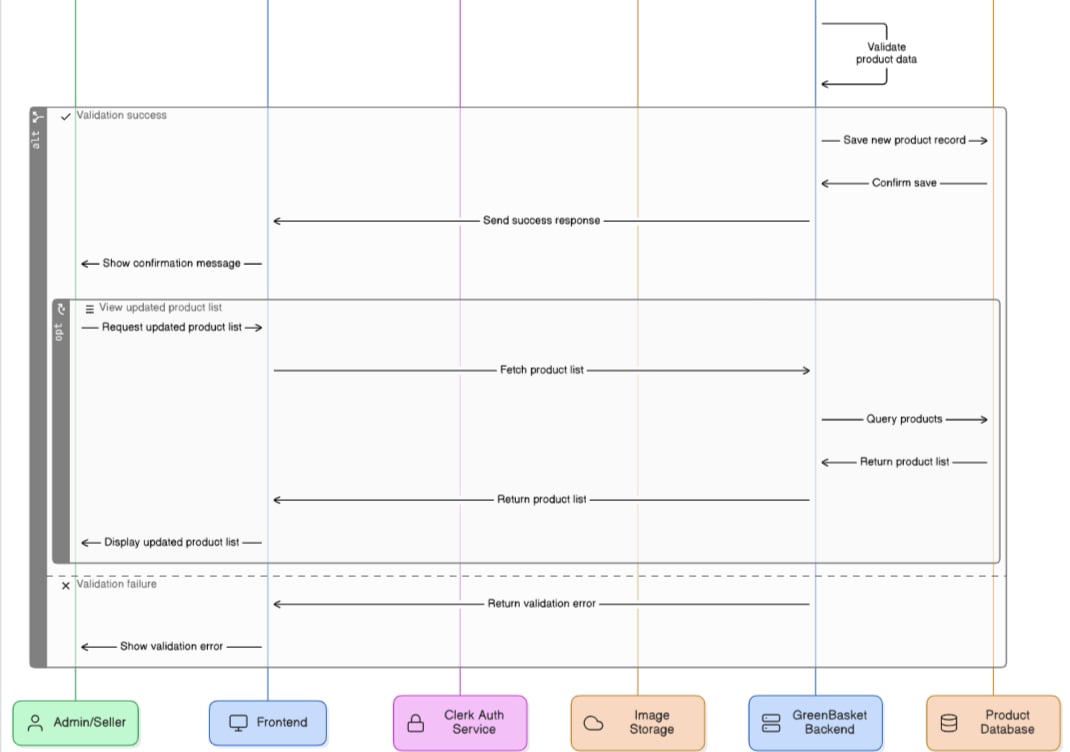 Validate
product data
alt
Validation success
Save new product record
Confirm save
Send success response
Show confirmation message
opt
View updated product list
Request updated product list
Fetch product list
Query products
Return product list
Return product list
Display updated product list
Validation failure
Return validation error
Show validation error
Admin/Seller
Frontend
Clerk Auth
Service
Image
Storage
GreenBasket
Backend
Product
Database